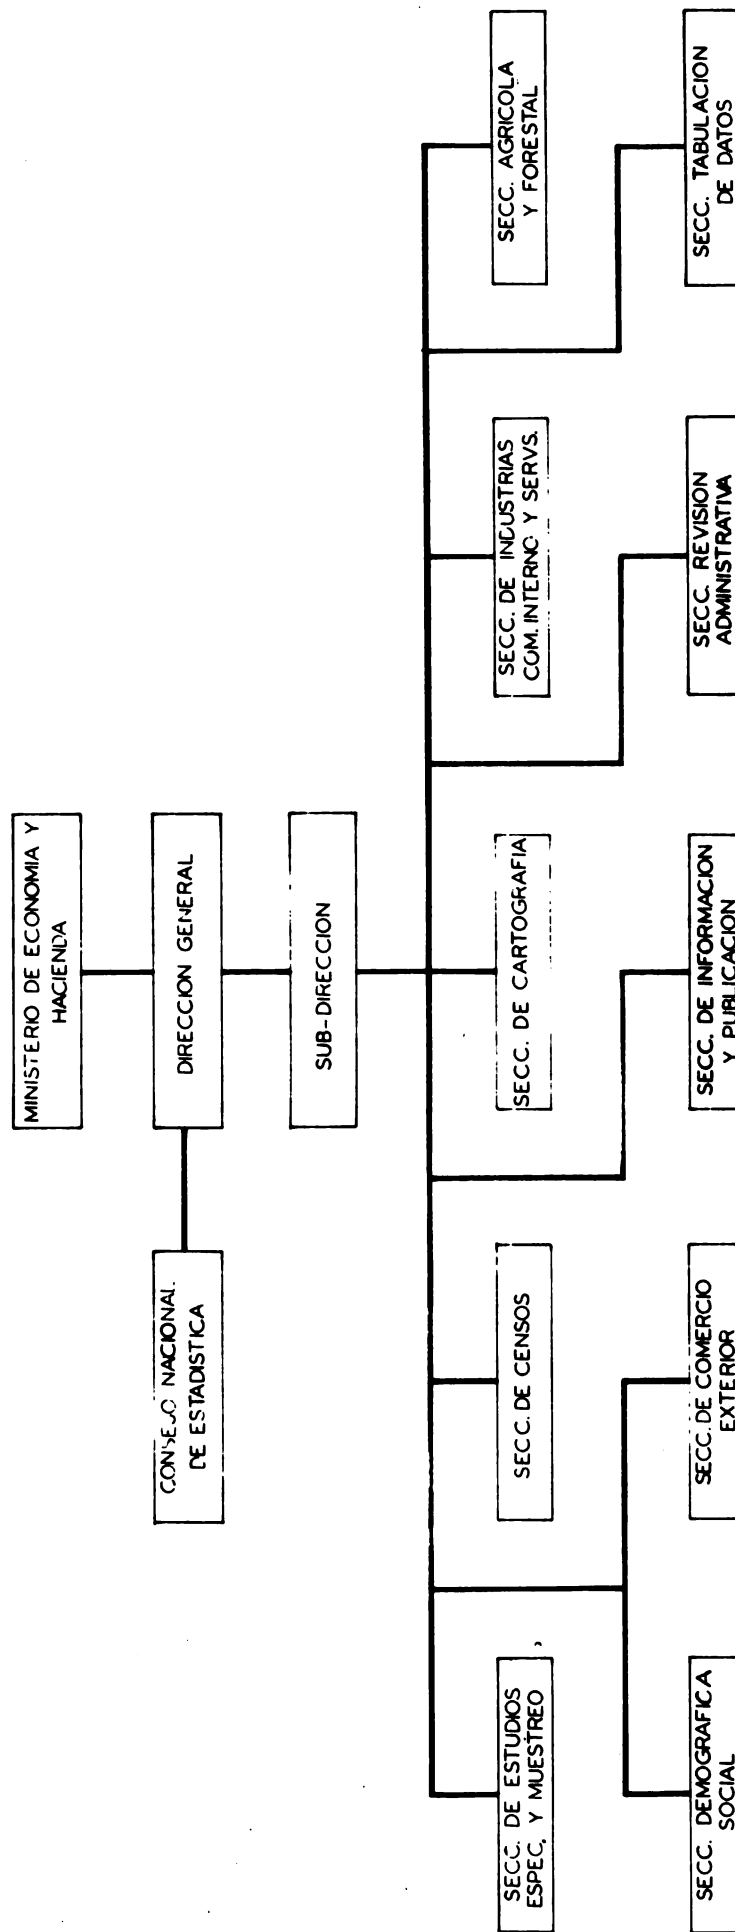 MINISTERIO DE ECONOMIA Y
HACIENDA
CONSEJO NACIONAL
DE ESTADISTICA
DIRECCION GENERAL
SUB-DIRECCION
SECC. DE ESTUDIOS
ESPEC, Y MUESTREO
SECC. DE CENSOS
SECC. DE CARTOGRAFIA
SECC. DE INDUSTRIAS
COM. INTERNO Y SERVS.
SECC. AGRICOLA
Y FORESTAL
SECC. DEMOGRAFICA
SOCIAL
SECC. DE COMERCIO
EXTERIOR
SECC. DE INFORMACION
Y PUBLICACION
SECC. REVISION
ADMINISTRATIVA
SECC. TABULACION
DE DATOS